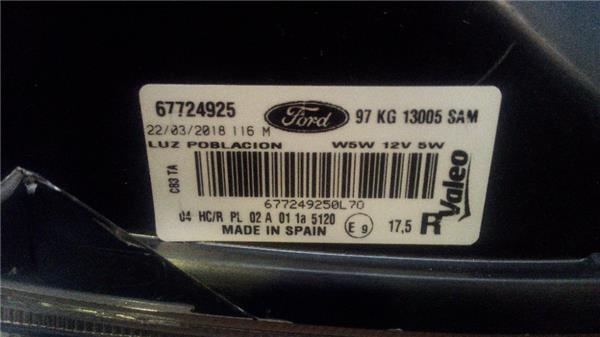 67724925 Ford 97 KG 13005 SAM
22/03/2018 116 M
LUZ POBLACION W5W 12V 5W
C83 TA
677249250L70
04 HC/R PL 02 A 01 1a 5120 E 9 17,5 R
MADE IN SPAIN
Valeo